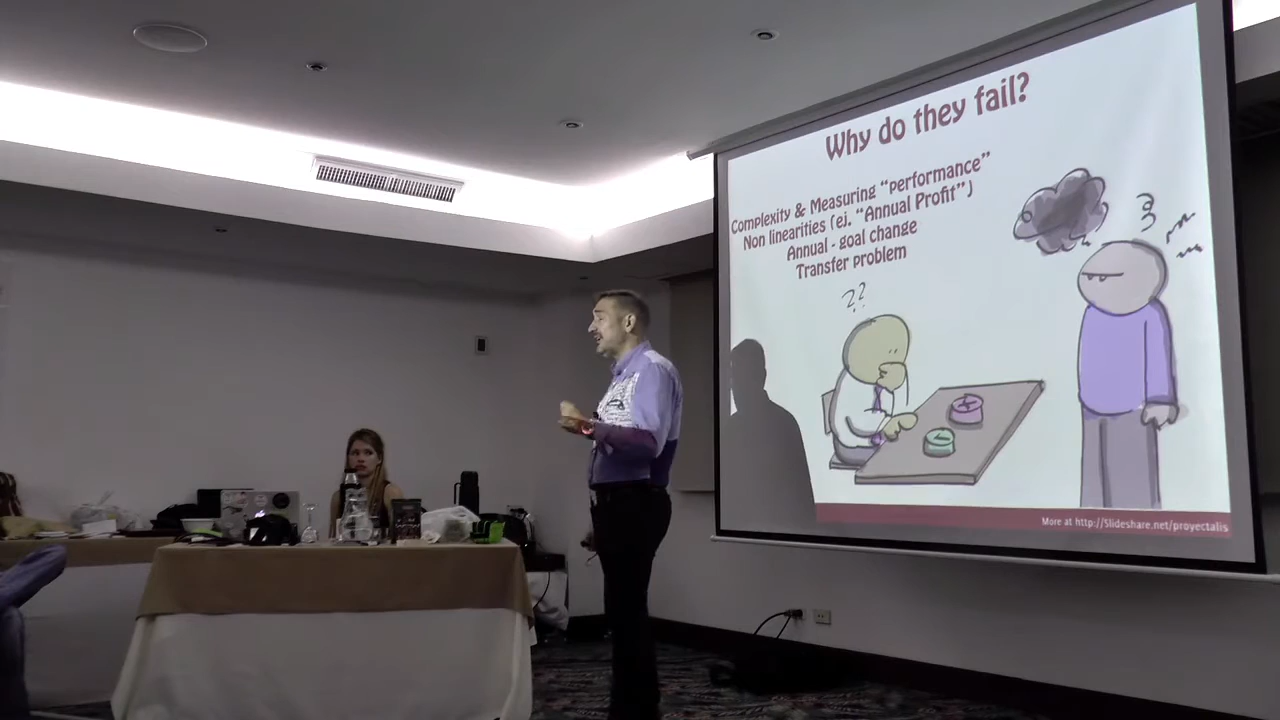 Why do they fail?
Complexity & Measuring “performance”
Non linearities (ej. “Annual Profit”)
Annual - goal change
Transfer problem
??
More at http://Slideshare.net/proyectalis